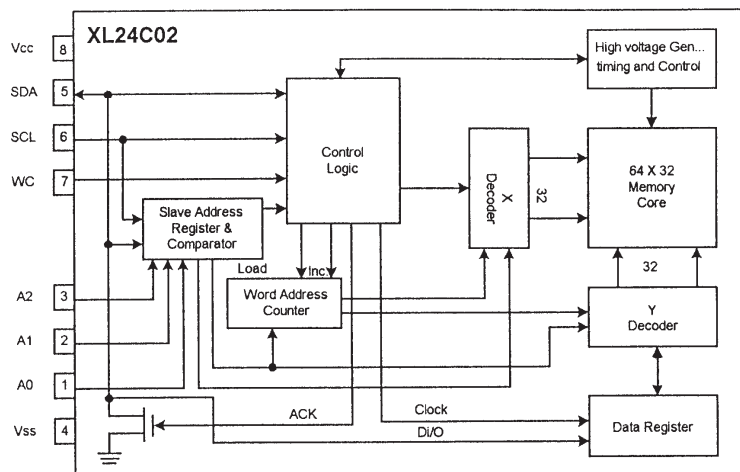 XL24C02
Vcc 8
SDA 5
SCL 6
WC 7
A2 3
A1 2
A0 1
Vss 4
High voltage Gen...
timing and Control
Control
Logic
X
Decoder
32
64 X 32
Memory
Core
Slave Address
Register &
Comparator
Load
Inc.
Word Address
Counter
32
Y
Decoder
ACK
Clock
Di/O
Data Register